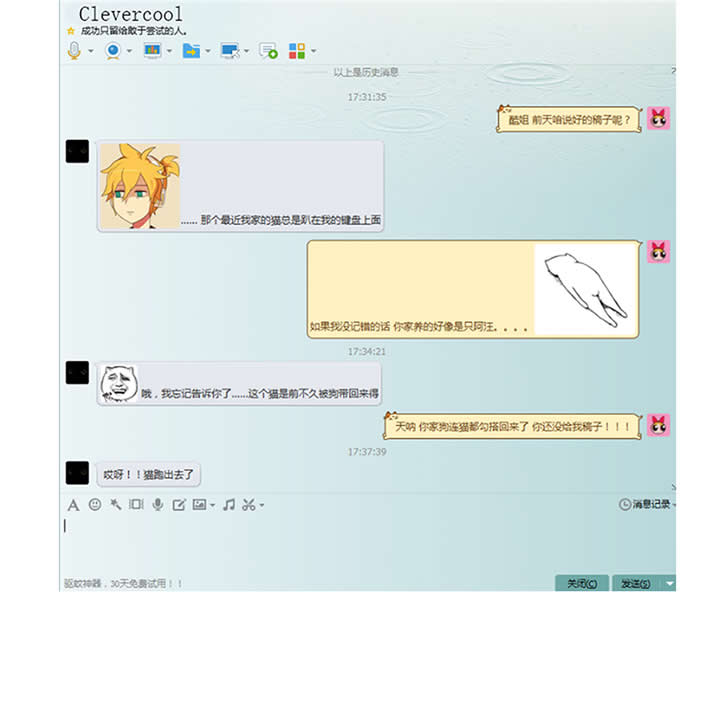 Clevercool
成功只留给敢于尝试的人。
以上是历史消息
17:31:35
酷姐 前天咱说好的稿子呢？
...... 那个最近我家的猫总是趴在我的键盘上面
如果我没记错的话 你家养的好像是只阿汪。。。。
17:34:21
哦，我忘记告诉你了......这个猫是前不久被狗带回来得
天呐 你家狗连猫都勾搭回来了 你还没给我稿子！！！
17:37:39
哎呀！！猫跑出去了
消息记录
驱蚊神器，30天免费试用！！
关闭(C) 发送(S)